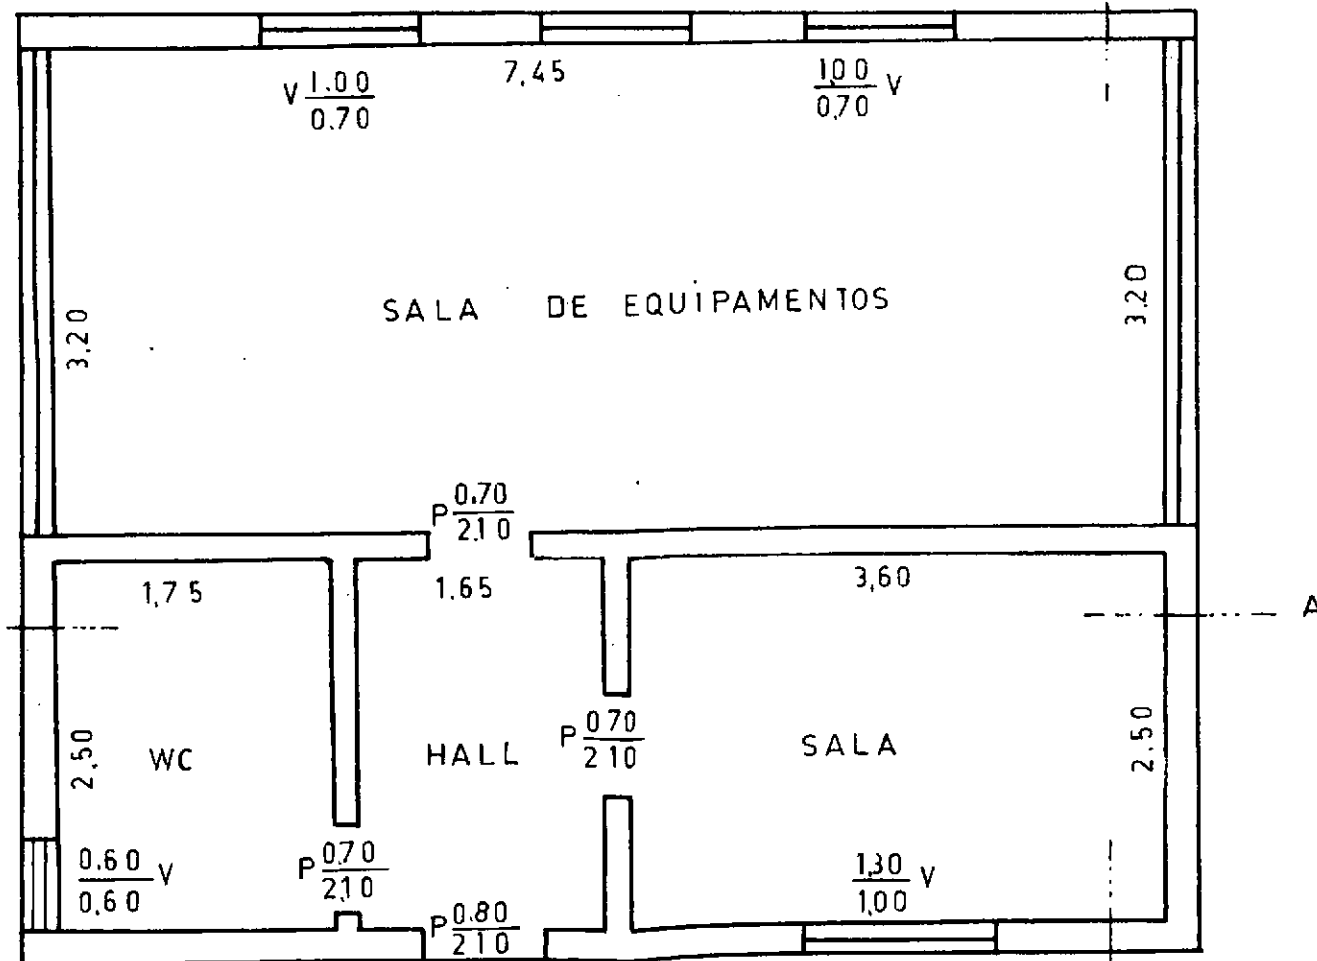 7,45
V 1.00
0.70
1,00 V
0,70
3,20
SALA DE EQUIPAMENTOS
3.20
P 0.70
2.10
1,75
1.65
3,60
A
2,50
WC
HALL
P 0.70
2 10
SALA
2.50
0.60 V
0,60
P 0,70
2,10
P 0.80
2 10
1,30 V
1,00